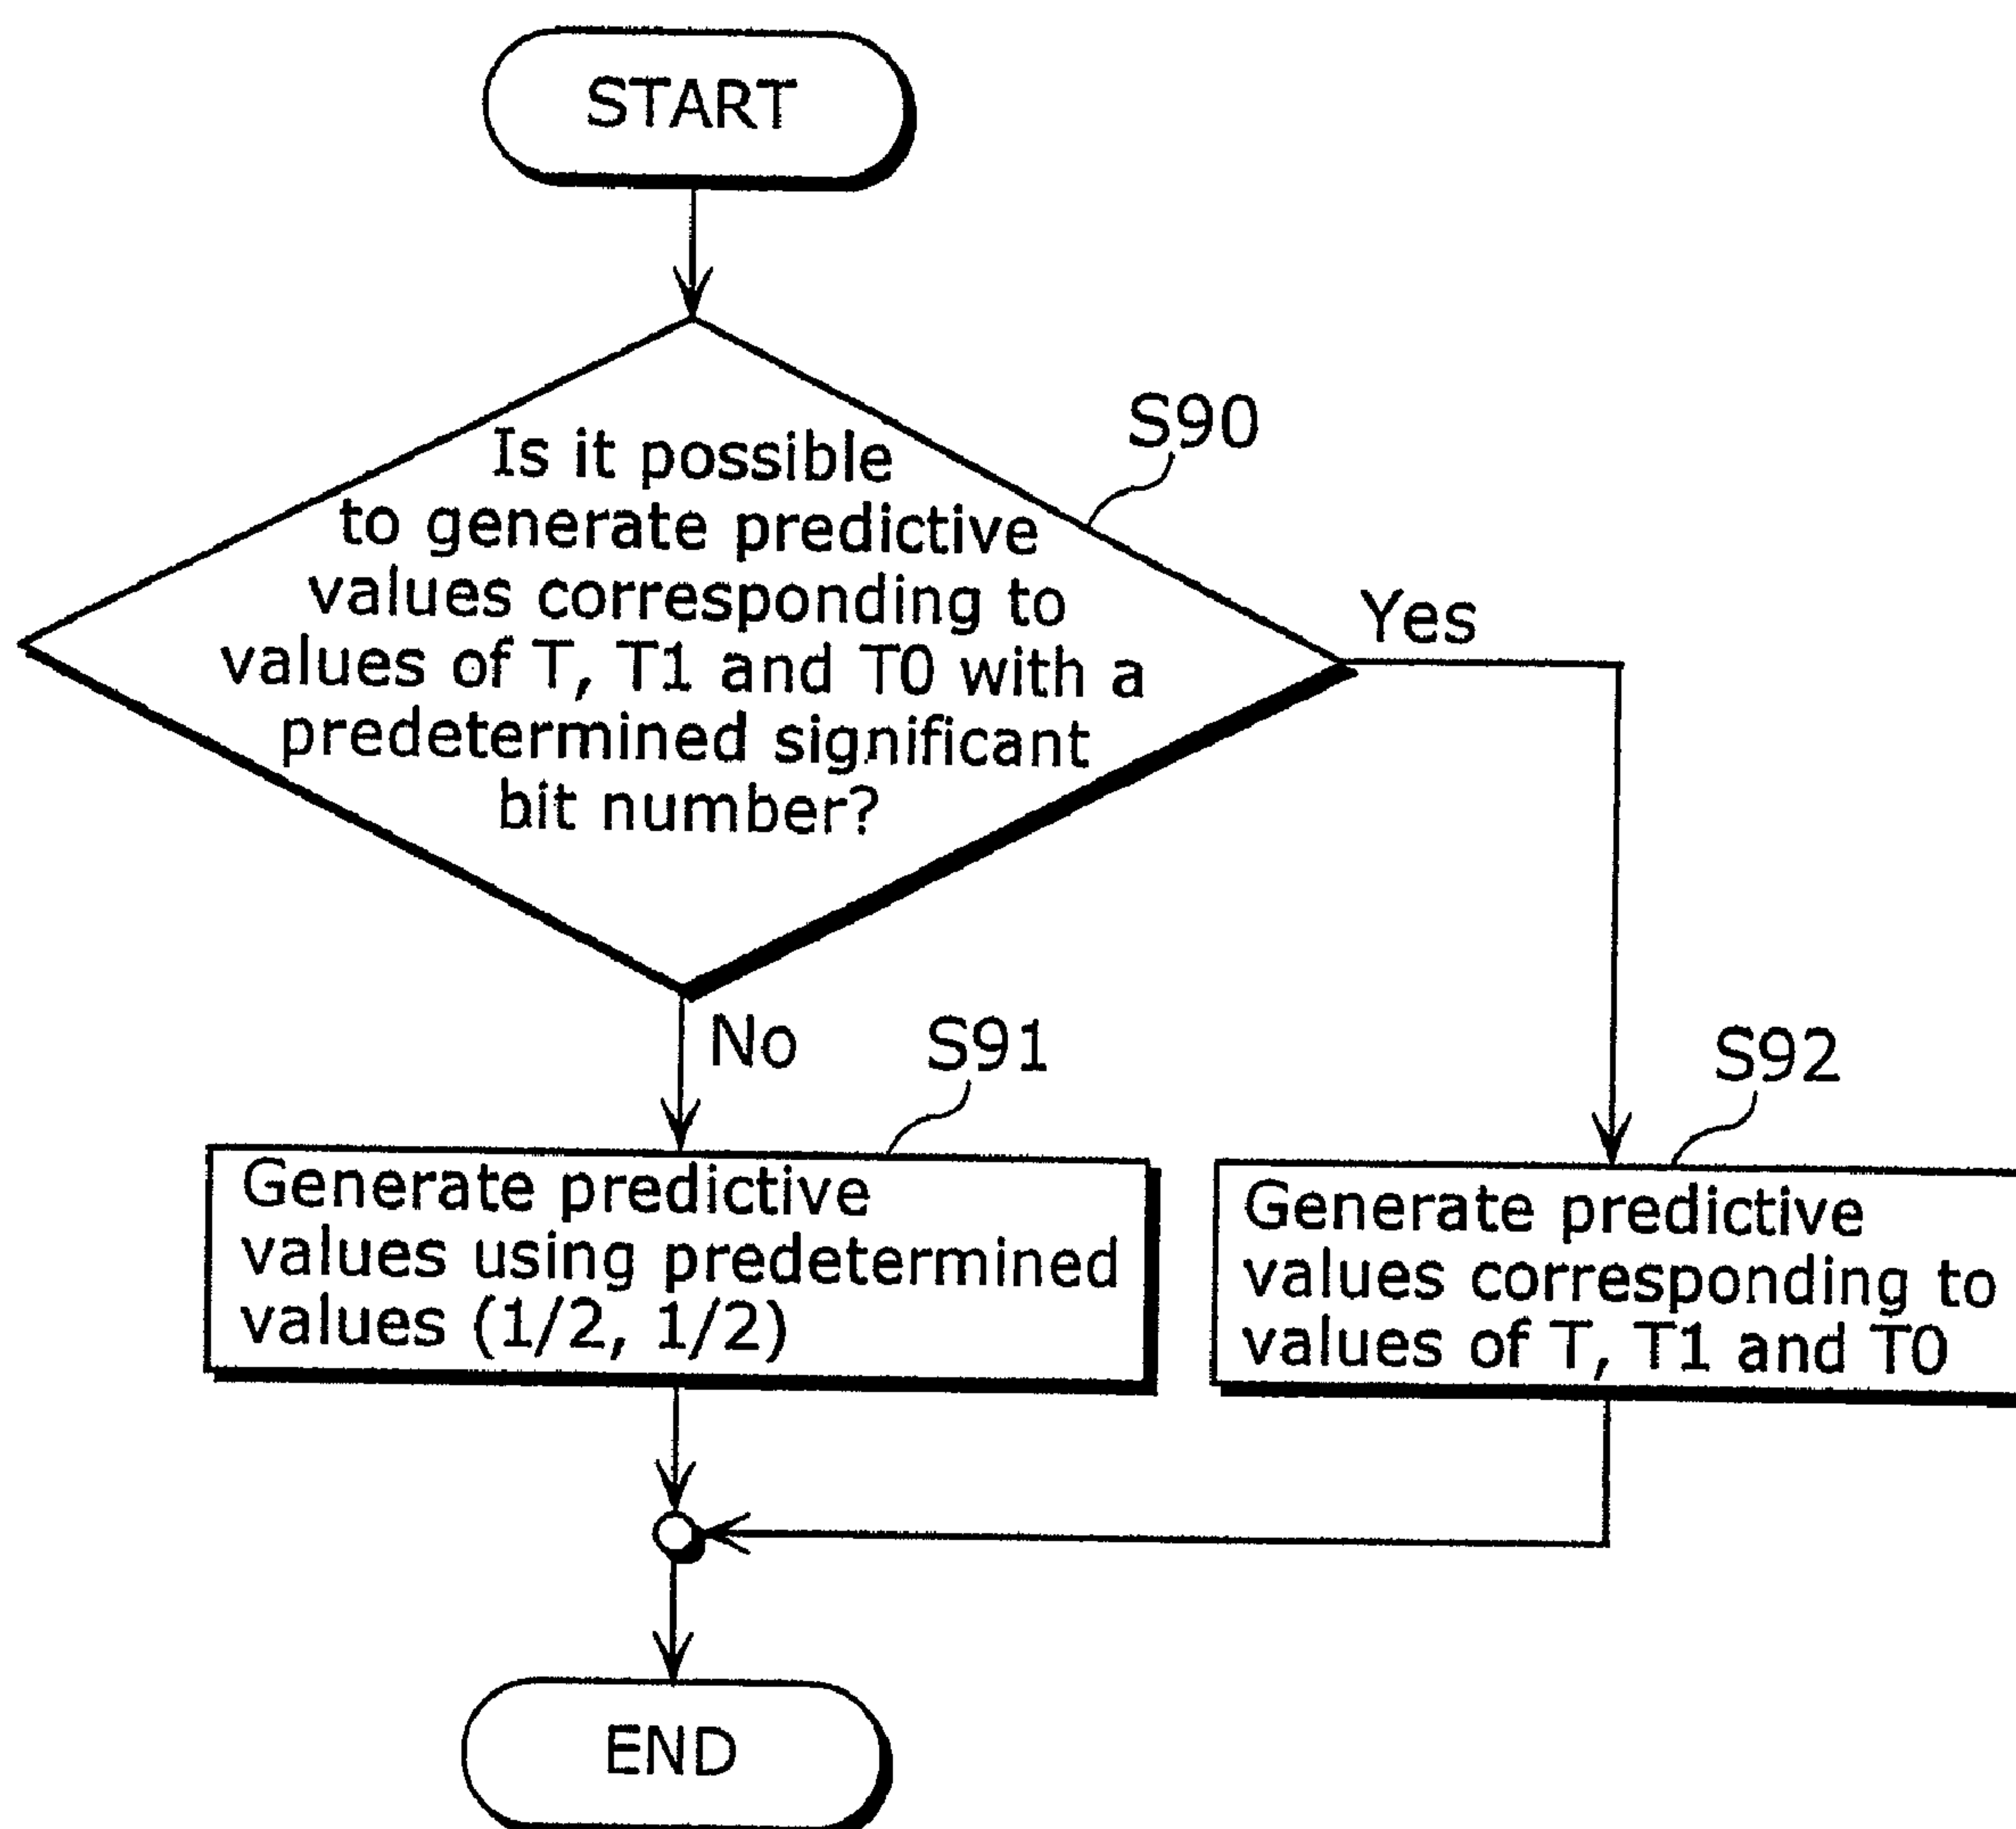 START
S90
Is it possible
to generate predictive
values corresponding to
values of T, T1 and T0 with a
predetermined significant
bit number?
Yes
No
S91
Generate predictive
values using predetermined
values (1/2, 1/2)
S92
Generate predictive
values corresponding to
values of T, T1 and T0
END